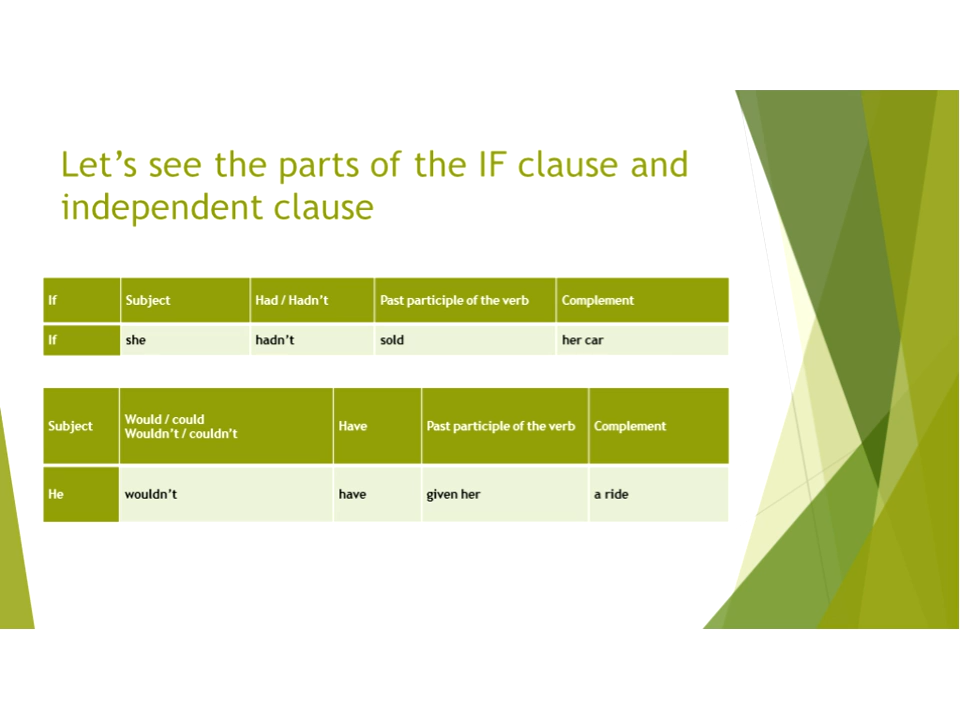 Let's see the parts of the IF clause and
independent clause
If Subject Had / Hadn't Past participle of the verb Complement
If she hadn't sold her car
Subject Would / could Wouldn't / couldn't Have Past participle of the verb Complement
He wouldn't have given her a ride